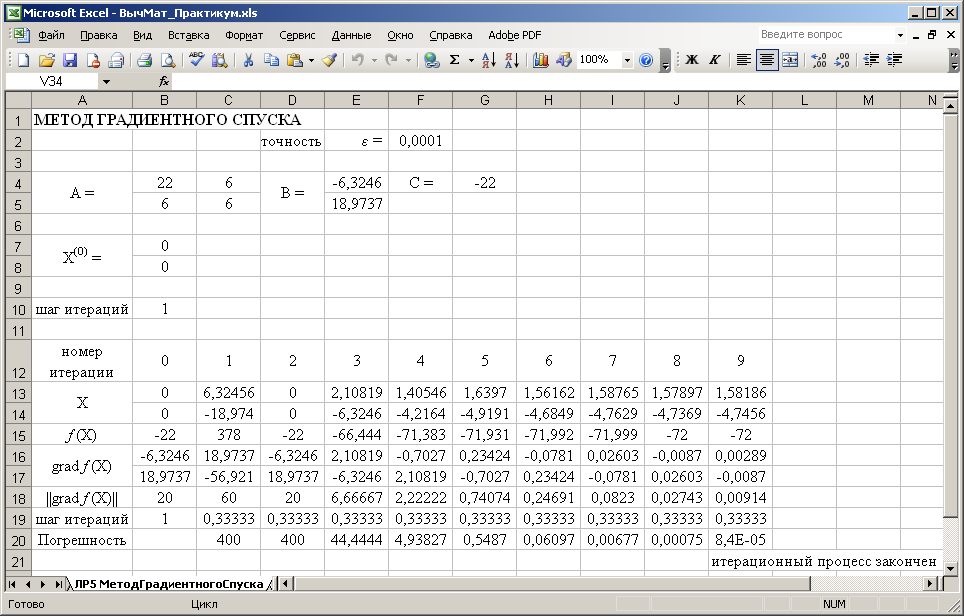 Microsoft Excel - ВычМат_Практикум.xls
Файл Правка Вид Вставка Формат Сервис Данные Окно Справка Adobe PDF Введите вопрос
100% Ж К
V34 fx
A B C D E F G H I J K L M N
1 МЕТОД ГРАДИЕНТНОГО СПУСКА
2 точность ε = 0,0001
3
4 22 6 -6,3246 C = -22
A = B =
5 6 6 18,9737
6
7 0
X(0) =
8 0
9
10 шаг итераций 1
11
номер
12 итерации 0 1 2 3 4 5 6 7 8 9
13 0 6,32456 0 2,10819 1,40546 1,6397 1,56162 1,58765 1,57897 1,58186
X
14 0 -18,974 0 -6,3246 -4,2164 -4,9191 -4,6849 -4,7629 -4,7369 -4,7456
15 f(X) -22 378 -22 -66,444 -71,383 -71,931 -71,992 -71,999 -72 -72
16 -6,3246 18,9737 -6,3246 2,10819 -0,7027 0,23424 -0,0781 0,02603 -0,0087 0,00289
grad f(X)
17 18,9737 -56,921 18,9737 -6,3246 2,10819 -0,7027 0,23424 -0,0781 0,02603 -0,0087
18 ||grad f(X)|| 20 60 20 6,66667 2,22222 0,74074 0,24691 0,0823 0,02743 0,00914
19 шаг итераций 1 0,33333 0,33333 0,33333 0,33333 0,33333 0,33333 0,33333 0,33333 0,33333
20 Погрешность 400 400 44,4444 4,93827 0,5487 0,06097 0,00677 0,00075 8,4E-05
21 итерационный процесс закончен
ЛР5 МетодГрадиентногоСпуска
Готово Цикл NUM